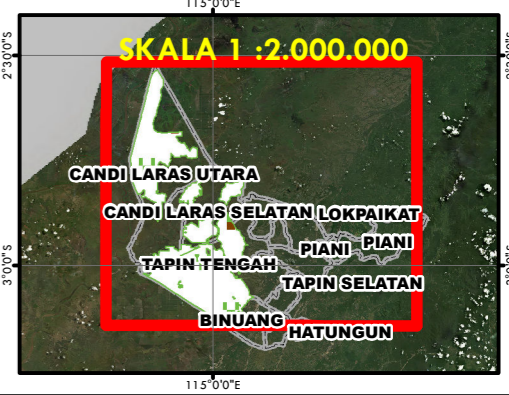 115°0'0"E
SKALA 1 :2.000.000
2°30'0"S
CANDI LARAS UTARA
CANDI LARAS SELATAN
LOKPAIKAT
PIANI
PIANI
TAPIN TENGAH
3°0'0"S
TAPIN SELATAN
BINUANG
HATUNGUN
115°0'0"E